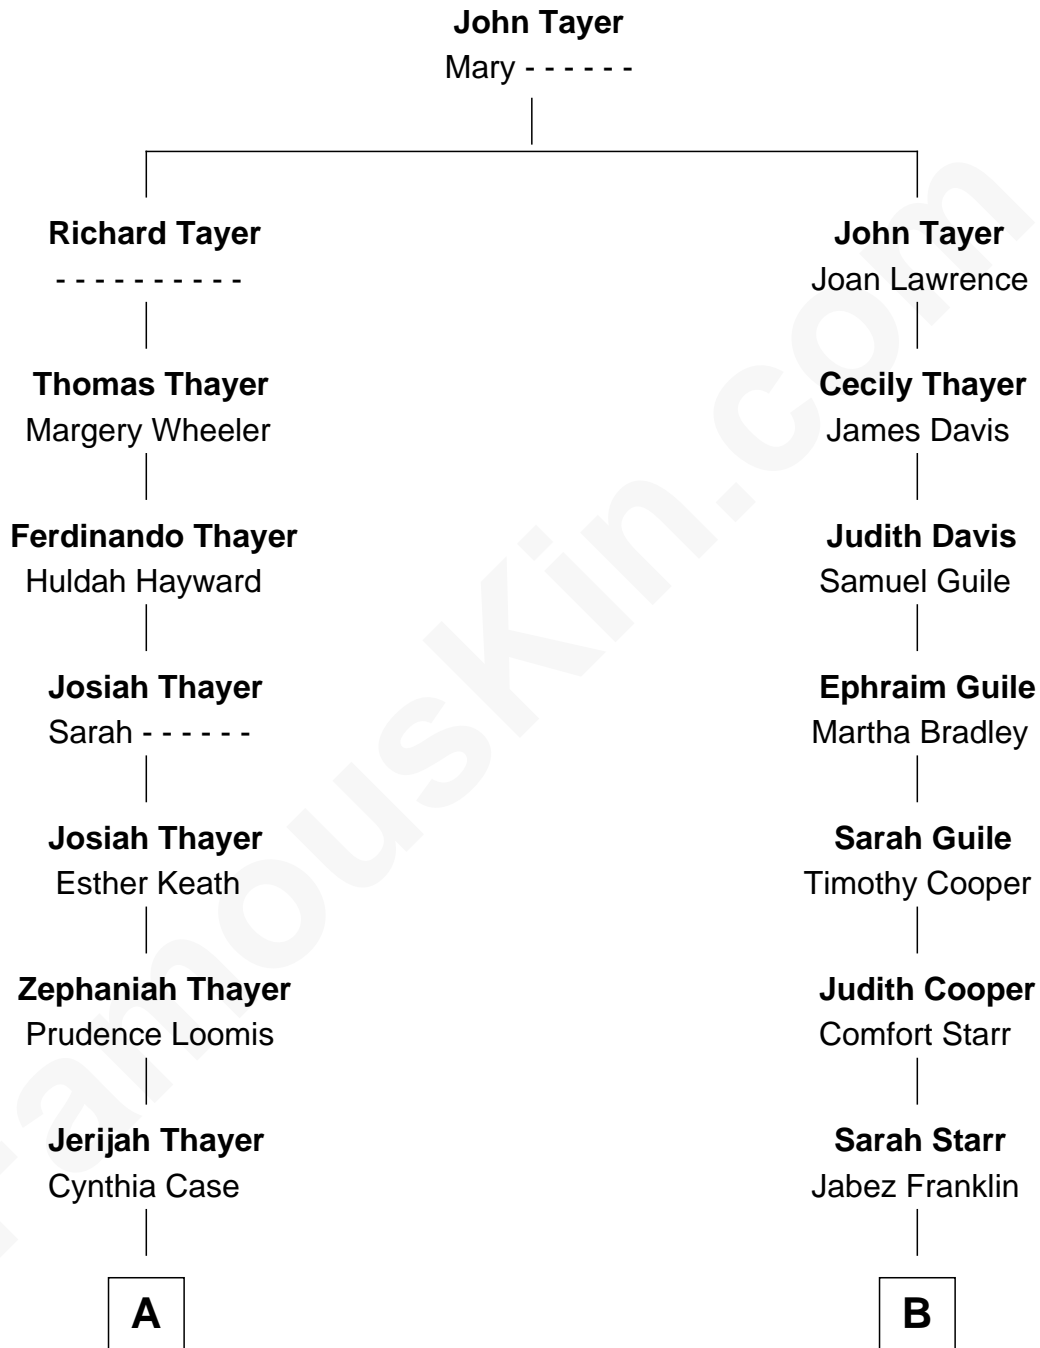 John Tayer
Mary - - - - - -
Richard Tayer
- - - - - - - - - -
John Tayer
Joan Lawrence
Thomas Thayer
Margery Wheeler
Cecily Thayer
James Davis
Ferdinando Thayer
Huldah Hayward
Judith Davis
Samuel Guile
Josiah Thayer
Sarah - - - - - -
Ephraim Guile
Martha Bradley
Josiah Thayer
Esther Keath
Sarah Guile
Timothy Cooper
Zephaniah Thayer
Prudence Loomis
Judith Cooper
Comfort Starr
Jerijah Thayer
Cynthia Case
Sarah Starr
Jabez Franklin
A
B
FamousKin.com